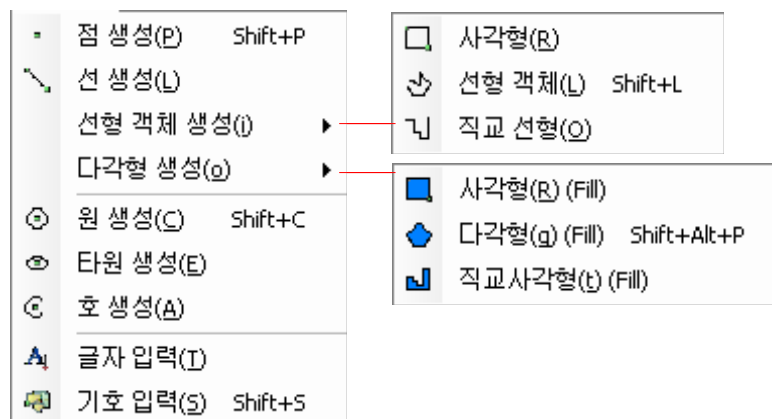 점 생성(P) Shift+P
선 생성(L)
선형 객체 생성(i)
다각형 생성(o)
원 생성(C) Shift+C
타원 생성(E)
호 생성(A)
글자 입력(T)
기호 입력(S) Shift+S
사각형(R)
선형 객체(L) Shift+L
직교 선형(O)
사각형(R) (Fill)
다각형(g) (Fill) Shift+Alt+P
직교사각형(t) (Fill)